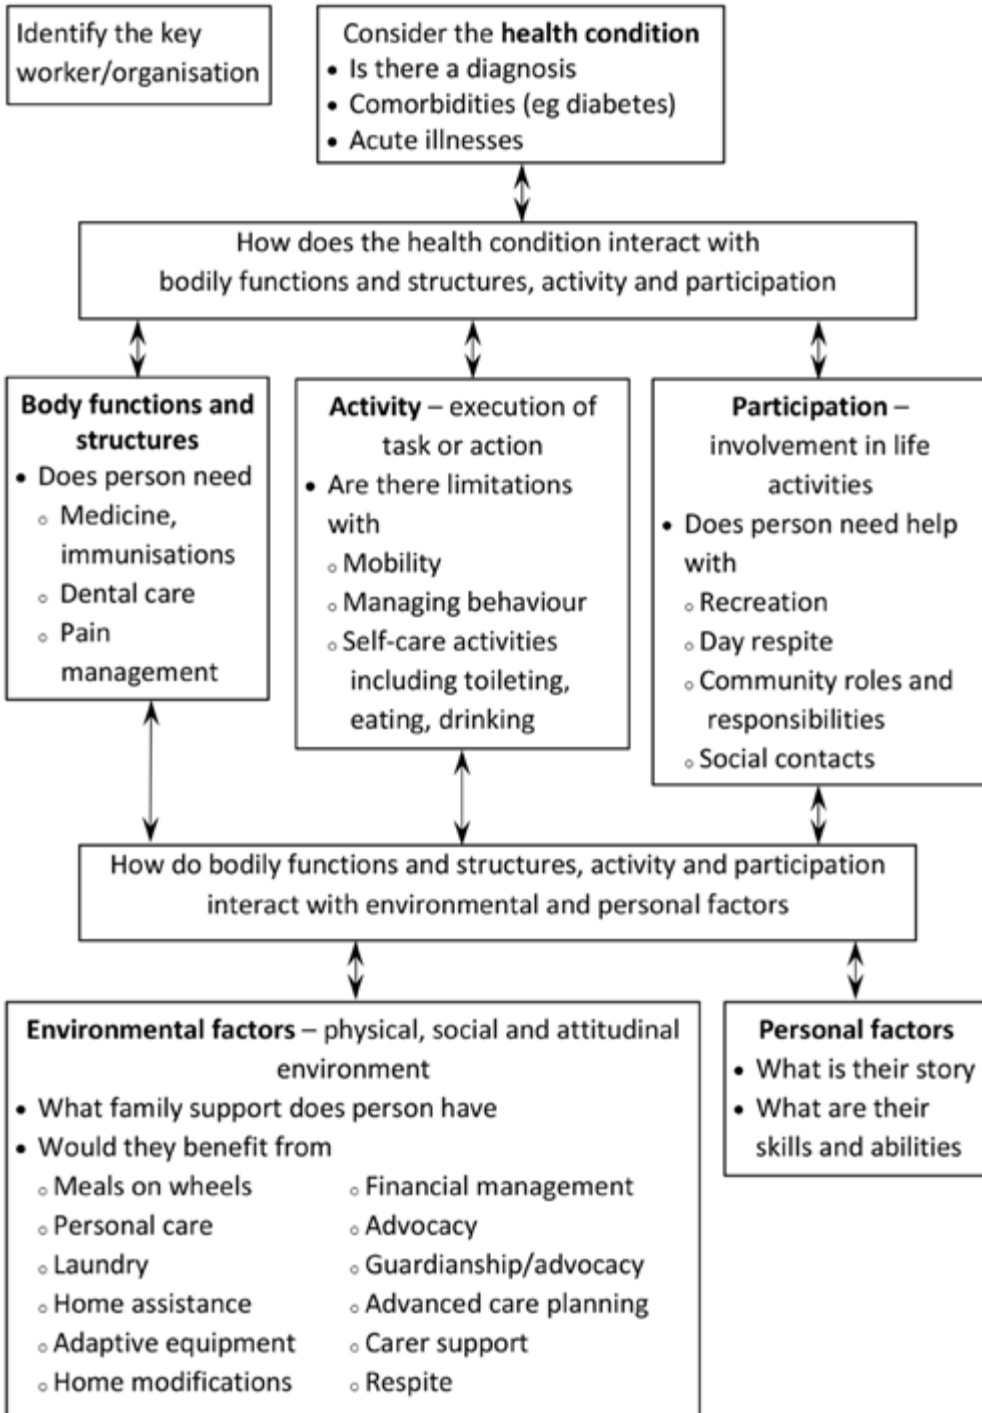 Identify the key
worker/organisation
Consider the health condition
• Is there a diagnosis
• Comorbidities (eg diabetes)
• Acute illnesses
How does the health condition interact with
bodily functions and structures, activity and participation
Body functions and
structures
• Does person need
○ Medicine,
immunisations
○ Dental care
○ Pain
management
Activity – execution of
task or action
• Are there limitations
with
○ Mobility
○ Managing behaviour
○ Self-care activities
including toileting,
eating, drinking
Participation –
involvement in life
activities
• Does person need help
with
○ Recreation
○ Day respite
○ Community roles and
responsibilities
○ Social contacts
How do bodily functions and structures, activity and participation
interact with environmental and personal factors
Environmental factors – physical, social and attitudinal
environment
• What family support does person have
• Would they benefit from
○ Meals on wheels
○ Personal care
○ Laundry
○ Home assistance
○ Adaptive equipment
○ Home modifications
○ Financial management
○ Advocacy
○ Guardianship/advocacy
○ Advanced care planning
○ Carer support
○ Respite
Personal factors
• What is their story
• What are their
skills and abilities